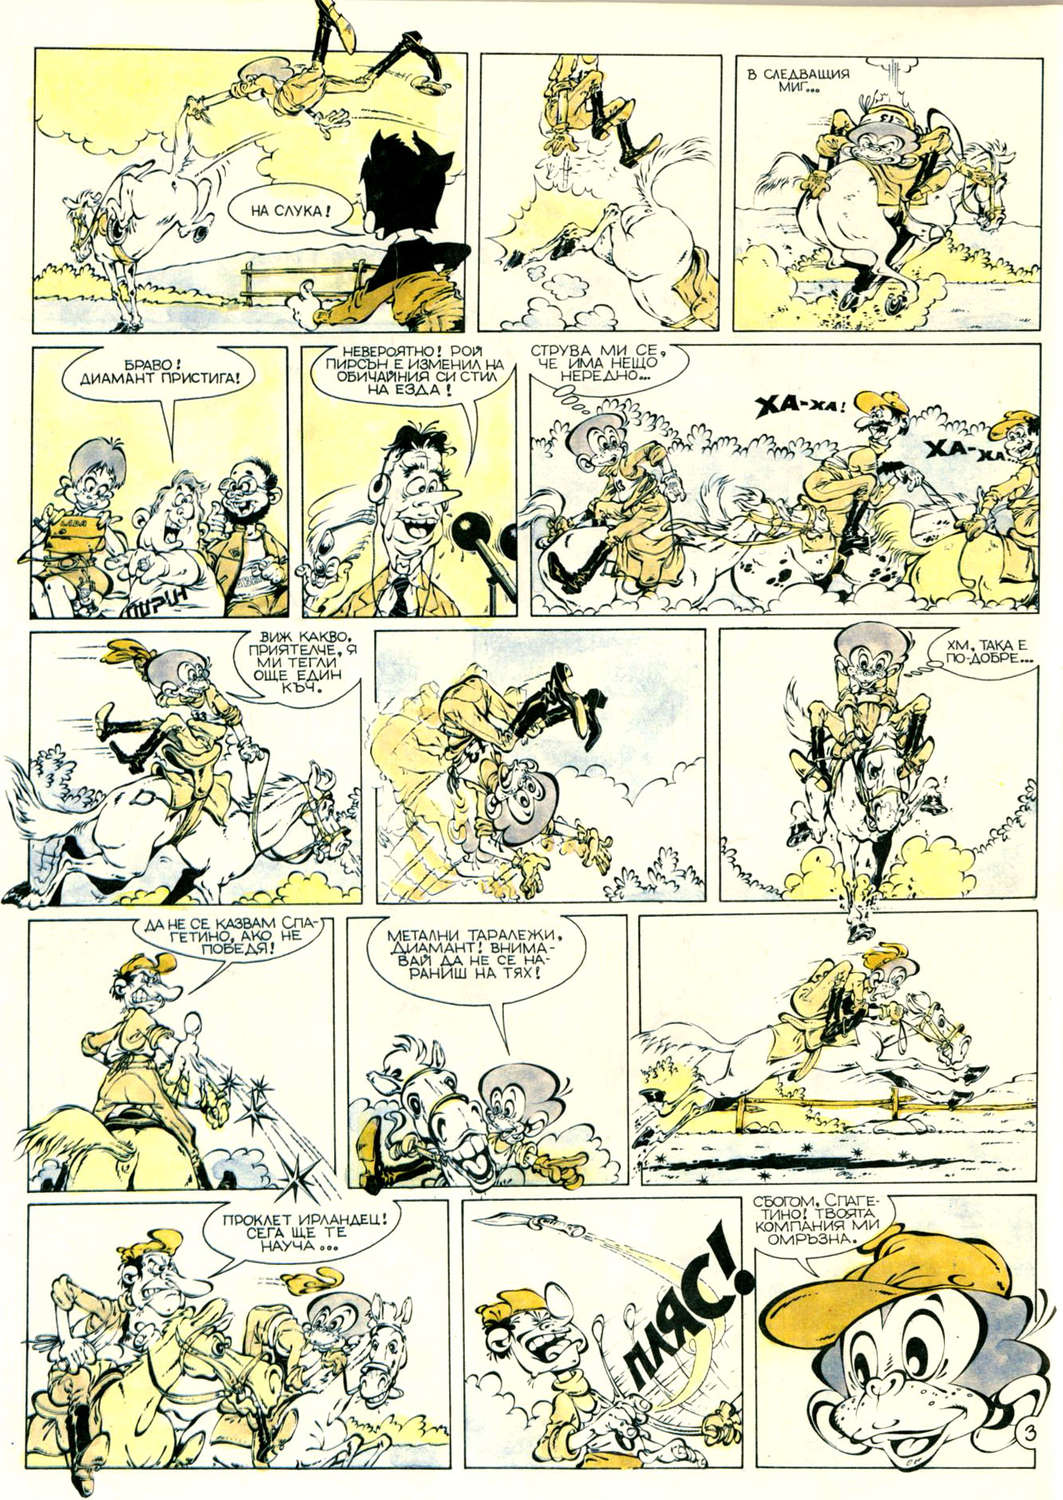 НА СЛУКА!
13
В СЛЕДВАЩИЯ
МИГ...
БРАВО!
ДИАМАНТ ПРИСТИГА!
ПИРИН
НЕВЕРОЯТНО! РОЙ
ПИРСЪН Е ИЗМЕНИЛ НА
ОБИЧАЙНИЯ СИ СТИЛ
НА ЕЗДА!
СТРУВА МИ СЕ,
ЧЕ ИМА НЕЩО
НЕРЕДНО...
13
ХА-ХА!
ХА-ХА...
ВИЖ КАКВО,
ПРИЯТЕЛЧЕ, Я
МИ ТЕГЛИ
ОЩЕ ЕДИН
КЪЧ.
ХМ, ТАКА Е
ПО-ДОБРЕ...
ДА НЕ СЕ КАЗВАМ СПА-
ГЕТИНО, АКО НЕ
ПОБЕДЯ!
МЕТАЛНИ ТАРАЛЕЖИ,
ДИАМАНТ! ВНИМА-
ВАЙ ДА НЕ СЕ НА-
РАНИШ НА ТЯХ!
ПРОКЛЕТ ИРЛАНДЕЦ!
СЕГА ЩЕ ТЕ
НАУЧА...
ПЛЯС!
СБОГОМ, СПАГЕ-
ТИНО! ТВОЯТА
КОМПАНИЯ МИ
ОМРЪЗНА.
3